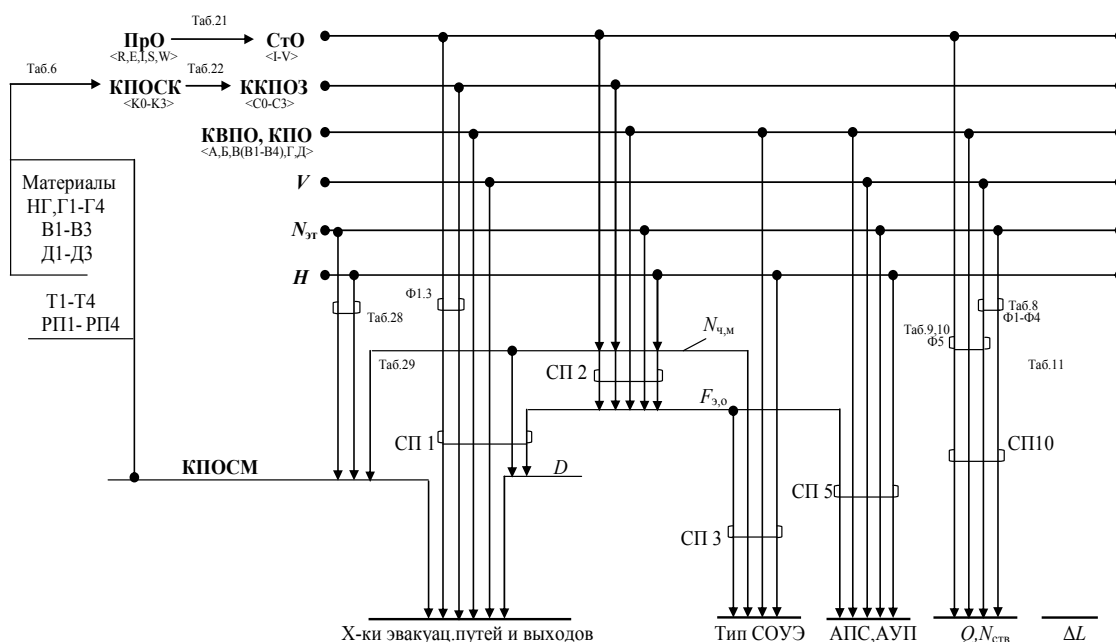 Таб.21
ПрО
СтО
<R,E,I,S,W>
<I-V>
Таб.6
Таб.22
КПОСК
ККПОЗ
<K0-K3>
<C0-C3>
КВПО, КПО
<А,Б,В(В1-В4),Г,Д>
Материалы
НГ,Г1-Г4
В1-В3
Д1-Д3
V
Nэт
H
Т1-Т4
РП1- РП4
Ф1.3
Таб.28
Таб.8
Ф1-Ф4
Nч,м
Таб.9,10
Ф5
Таб.29
Таб.11
СП 2
Fэ,о
СП 1
СП10
КПОСМ
D
СП 5
СП 3
Х-ки эвакуац.путей и выходов
Тип СОУЭ
АПС,АУП
Q,Nств
ΔL